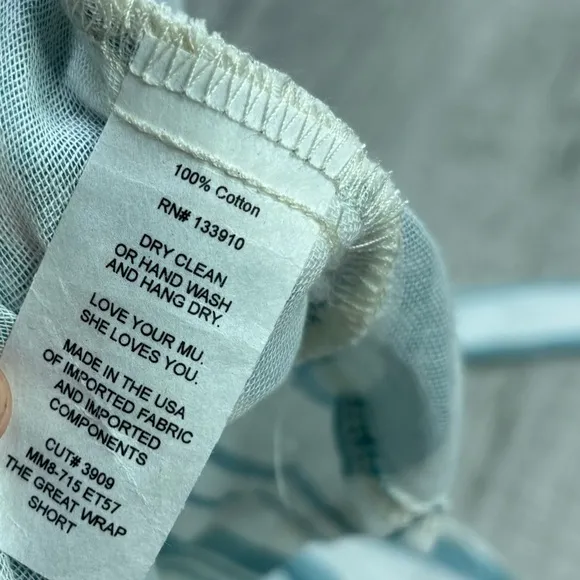 100% Cotton
RN# 133910
DRY CLEAN
OR HAND WASH
AND HANG DRY.
LOVE YOUR MU.
SHE LOVES YOU.
MADE IN THE USA
OF IMPORTED FABRIC
AND IMPORTED
COMPONENTS
CUT# 3909
MM8-715 ET57
THE GREAT WRAP
SHORT